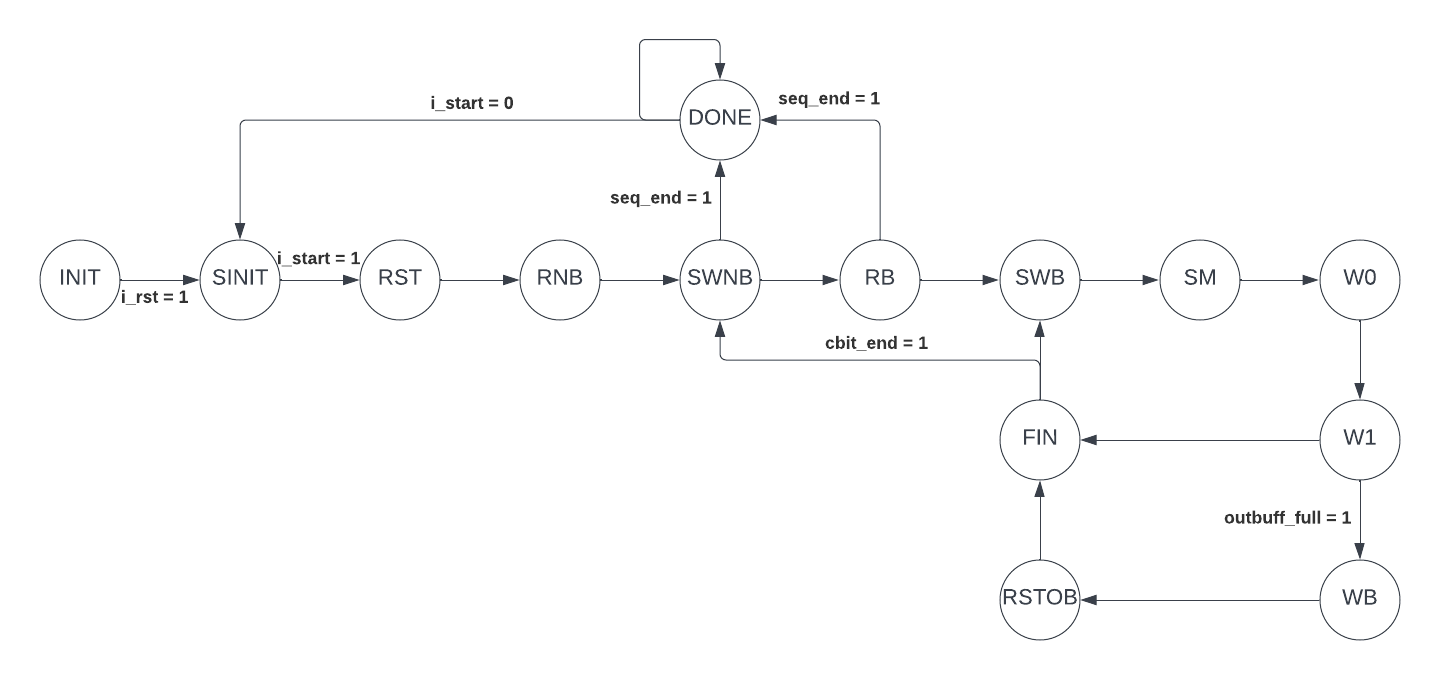 DONE
seq_end = 1
i_start = 0
seq_end = 1
INIT
i_rst = 1
SINIT
i_start = 1
RST
RNB
SWNB
RB
SWB
SM
W0
cbit_end = 1
FIN
W1
outbuff_full = 1
RSTOB
WB